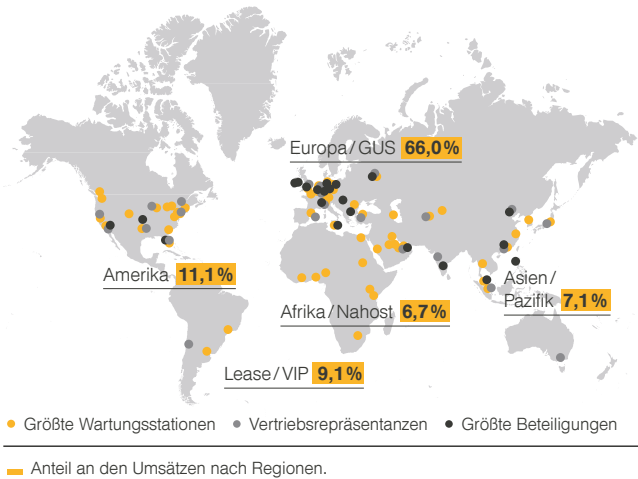 Europa/GUS 66,0 %
Amerika 11,1 %
Afrika/Nahost 6,7 %
Asien/
Pazifik 7,1 %
Lease/VIP 9,1 %
Größte Wartungsstationen Vertriebsrepräsentanzen Größte Beteiligungen
Anteil an den Umsätzen nach Regionen.